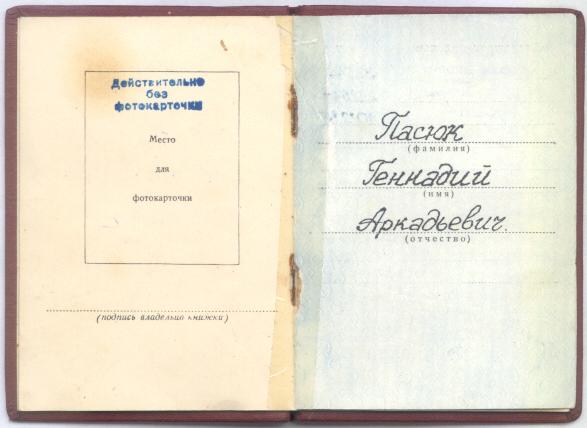 Действительно
без
фотокарточки
Место
для
фотокарточки
(подпись владельца книжки)
Пасюк
(фамилия)
Геннадий
(имя)
Аркадьевич.
(отчество)